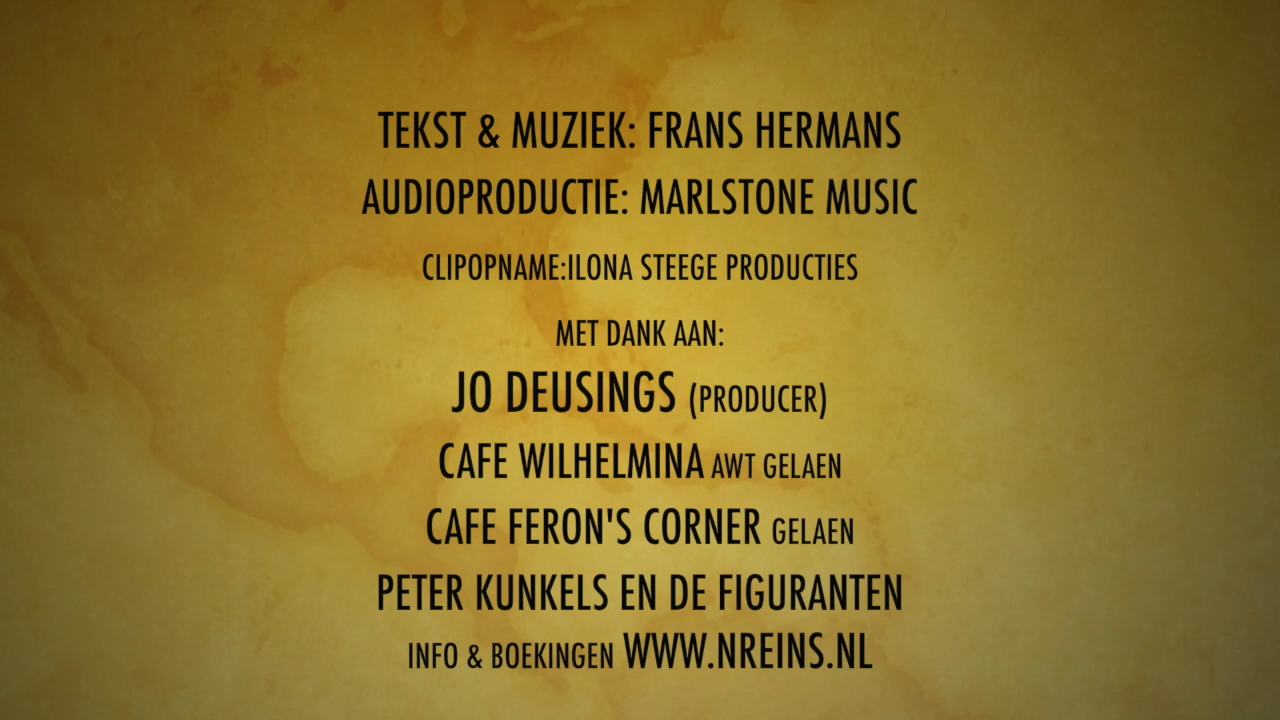 TEKST & MUZIEK: FRANS HERMANS
AUDIOPRODUCTIE: MARLSTONE MUSIC
CLIPOPNAME:ILONA STEEGE PRODUCTIES
MET DANK AAN:
JO DEUSINGS (PRODUCER)
CAFE WILHELMINA AWT GELAEN
CAFE FERON'S CORNER GELAEN
PETER KUNKELS EN DE FIGURANTEN
INFO & BOEKINGEN WWW.NREINS.NL